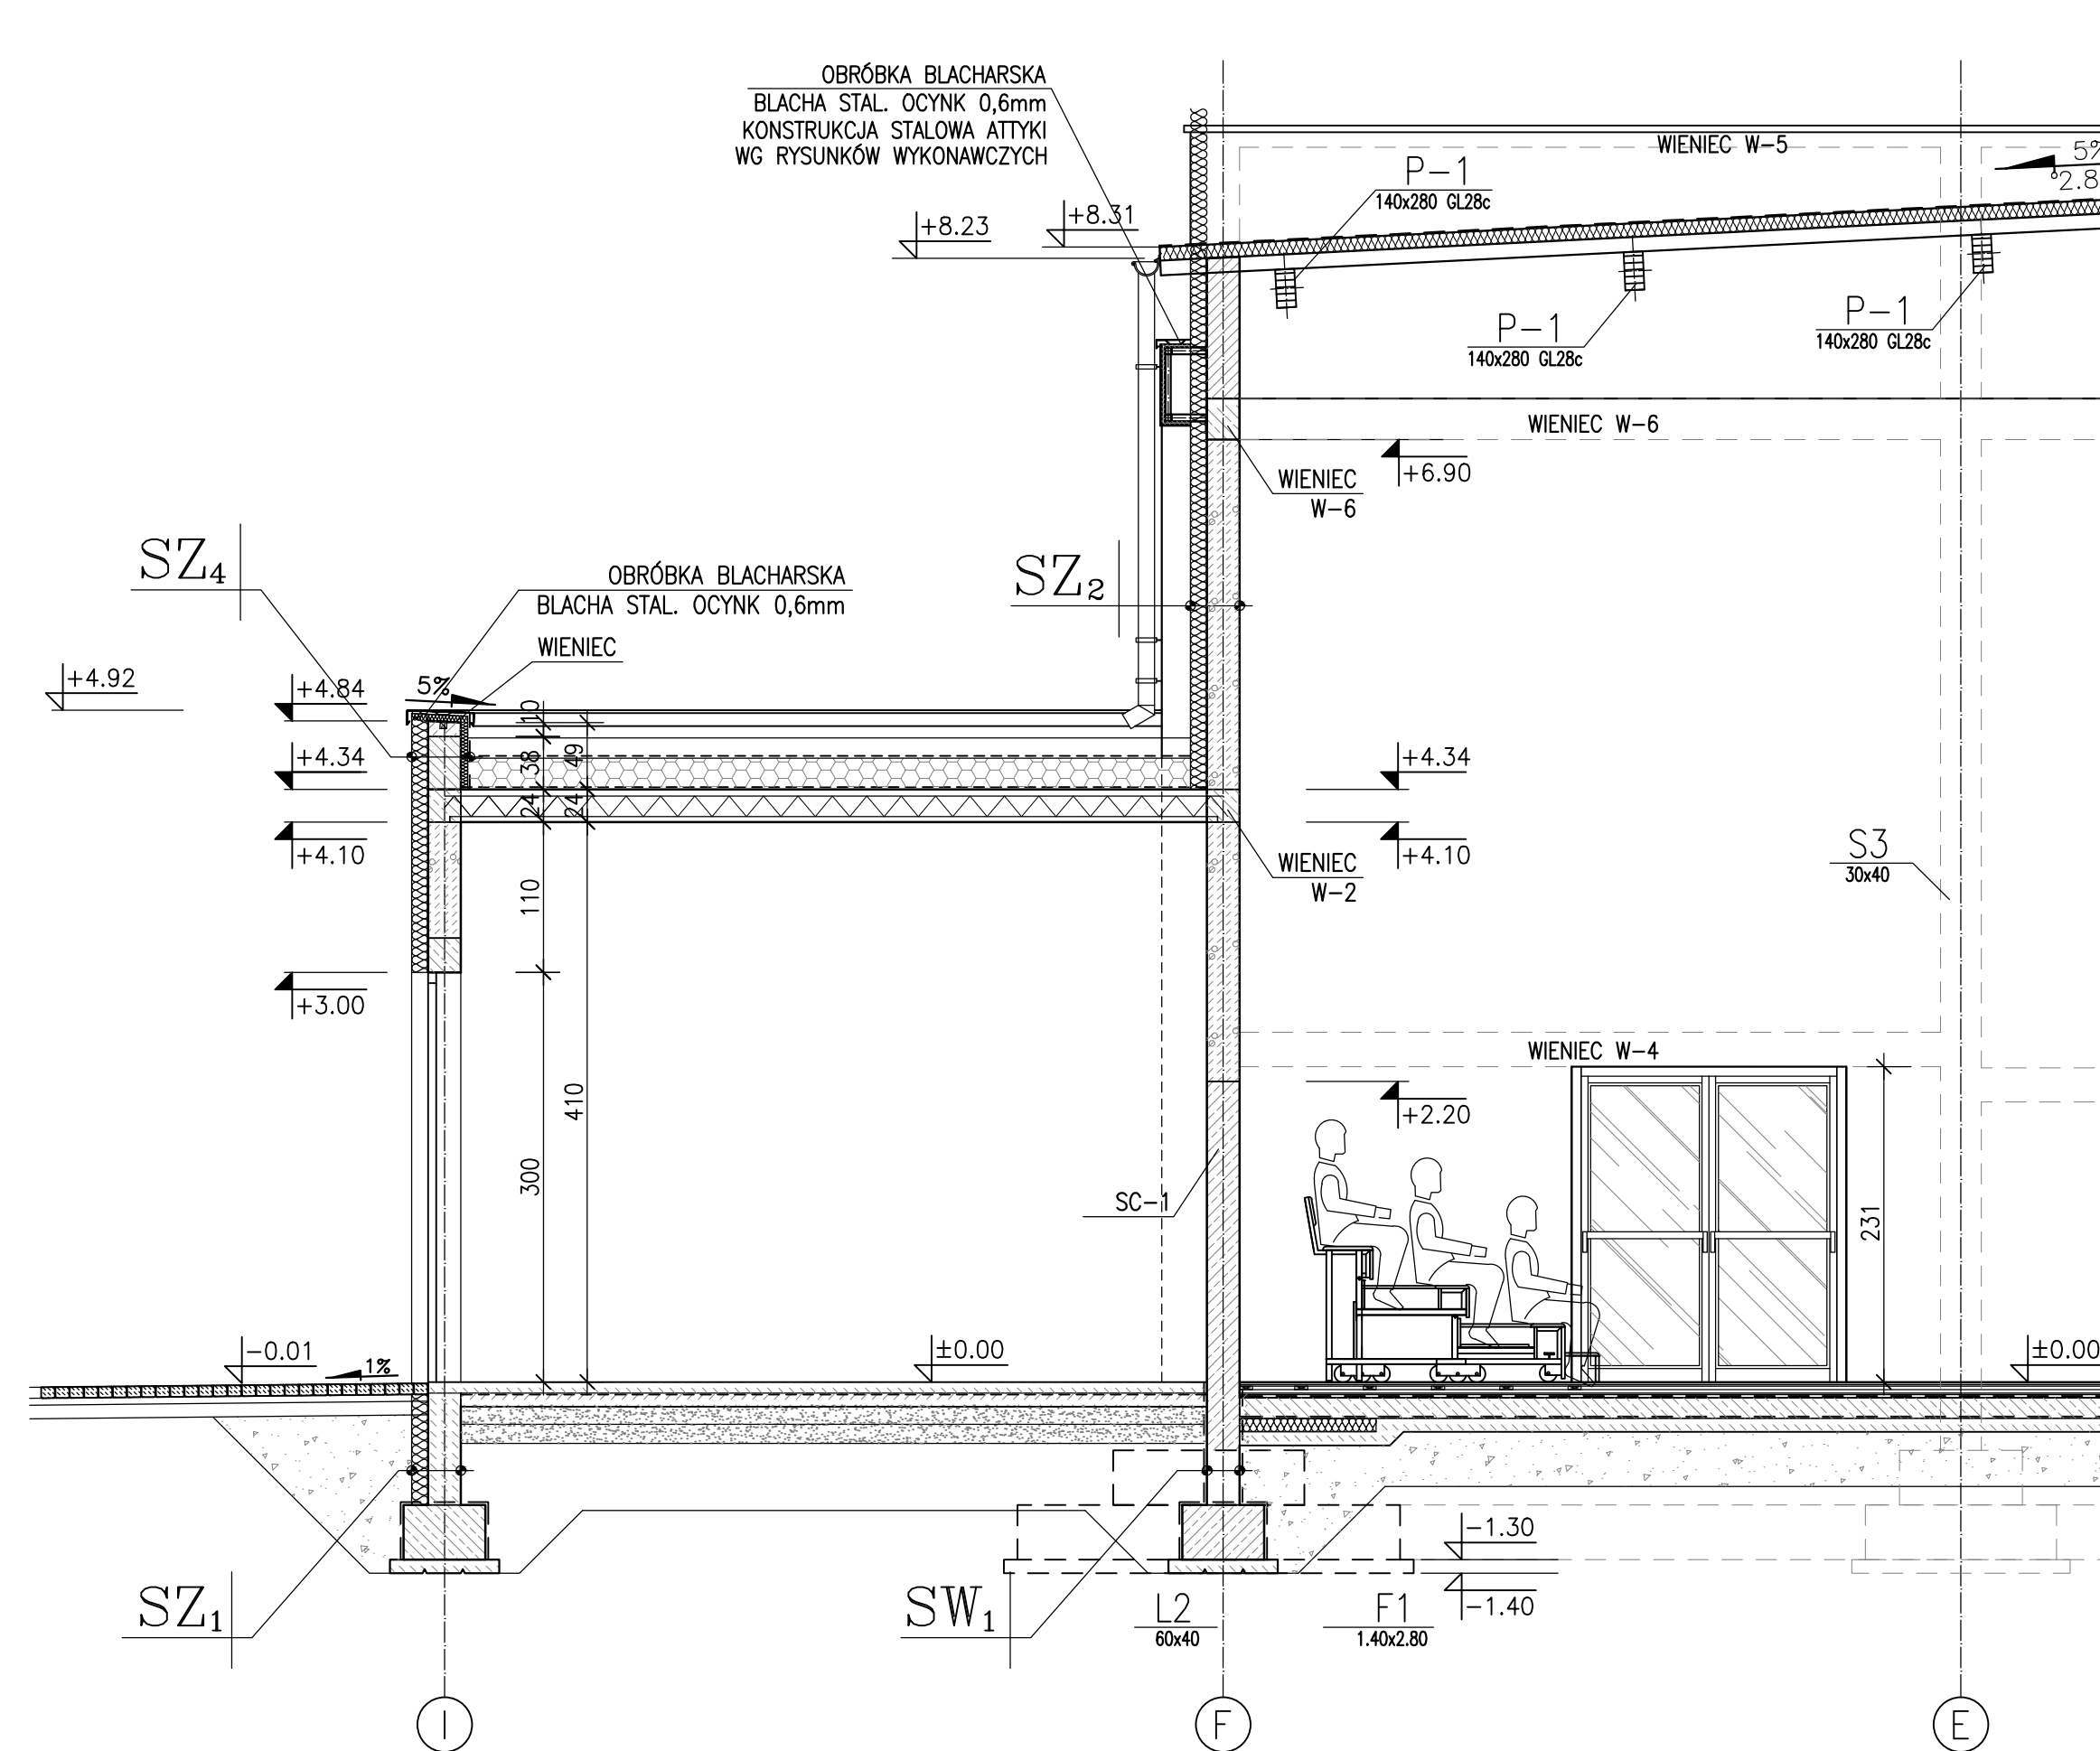 OBRÓBKA BLACHARSKA
BLACHA STAL. OCYNK 0,6mm
KONSTRUKCJA STALOWA ATTYKI
WG RYSUNKÓW WYKONAWCZYCH
WIENIEC W-5
5%
P-1
140x280 GL28c
+8.23
+8.31
P-1
140x280 GL28c
P-1
140x280 GL28c
WIENIEC W-6
+6.90
WIENIEC
W-6
SZ4
SZ2
OBRÓBKA BLACHARSKA
BLACHA STAL. OCYNK 0,6mm
WIENIEC
+4.92
+4.84
5%
10
38
49
24
24
+4.34
+4.34
+4.10
+4.10
WIENIEC
W-2
S3
30x40
110
+3.00
WIENIEC W-4
+2.20
410
300
SC-1
231
-0.01
1%
±0.00
±0.00
-1.30
-1.40
SZ1
SW1
L2
60x40
F1
1.40x2.80
I
F
E